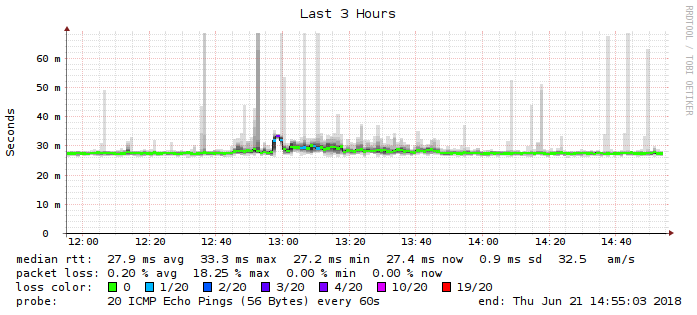 Last 3 Hours
RRDTOOL / TOBI OETIKER
Seconds
60 m
50 m
40 m
30 m
20 m
10 m
0
12:00 12:20 12:40 13:00 13:20 13:40 14:00 14:20 14:40
median rtt: 27.9 ms avg 33.3 ms max 27.2 ms min 27.4 ms now 0.9 ms sd 32.5 am/s
packet loss: 0.20 % avg 18.25 % max 0.00 % min 0.00 % now
loss color: 0 1/20 2/20 3/20 4/20 10/20 19/20
probe: 20 ICMP Echo Pings (56 Bytes) every 60s end: Thu Jun 21 14:55:03 2018